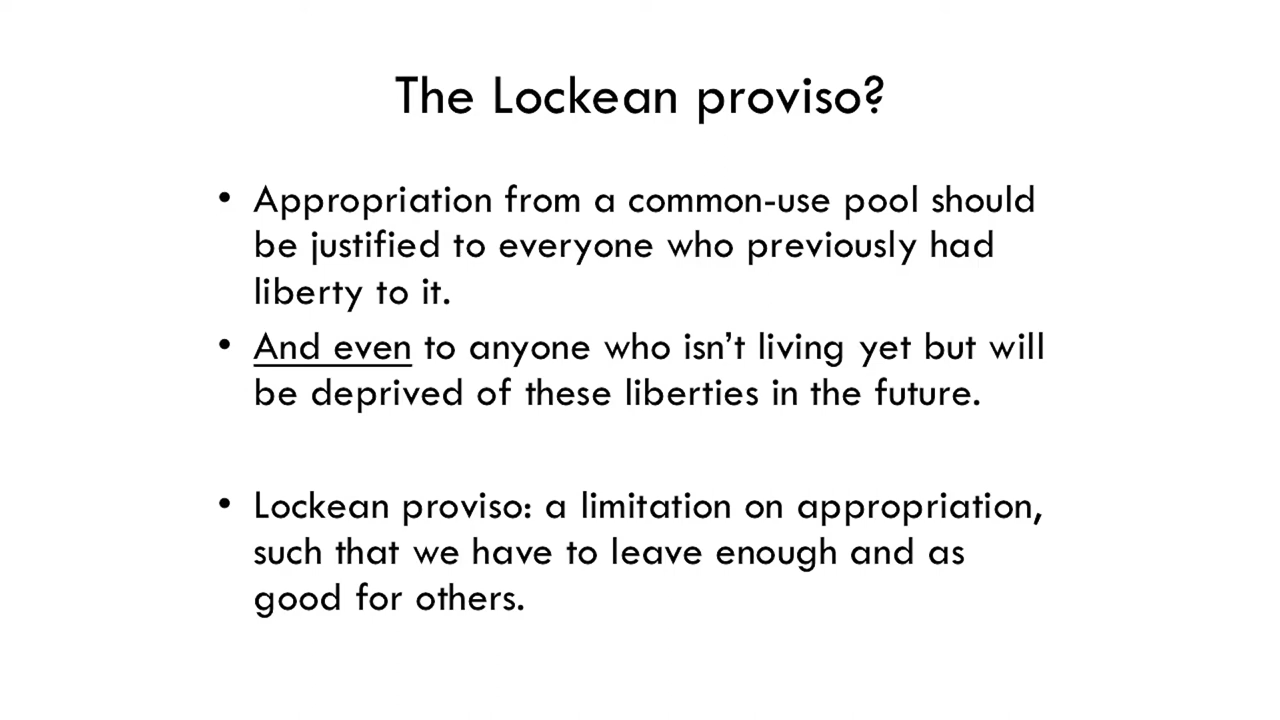 The Lockean proviso?
• Appropriation from a common-use pool should
be justified to everyone who previously had
liberty to it.
• And even to anyone who isn’t living yet but will
be deprived of these liberties in the future.
• Lockean proviso: a limitation on appropriation,
such that we have to leave enough and as
good for others.